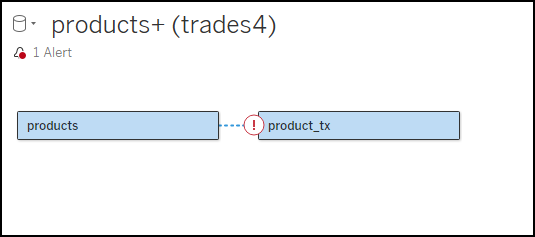 products+ (trades4)
1 Alert
products
!
product_tx